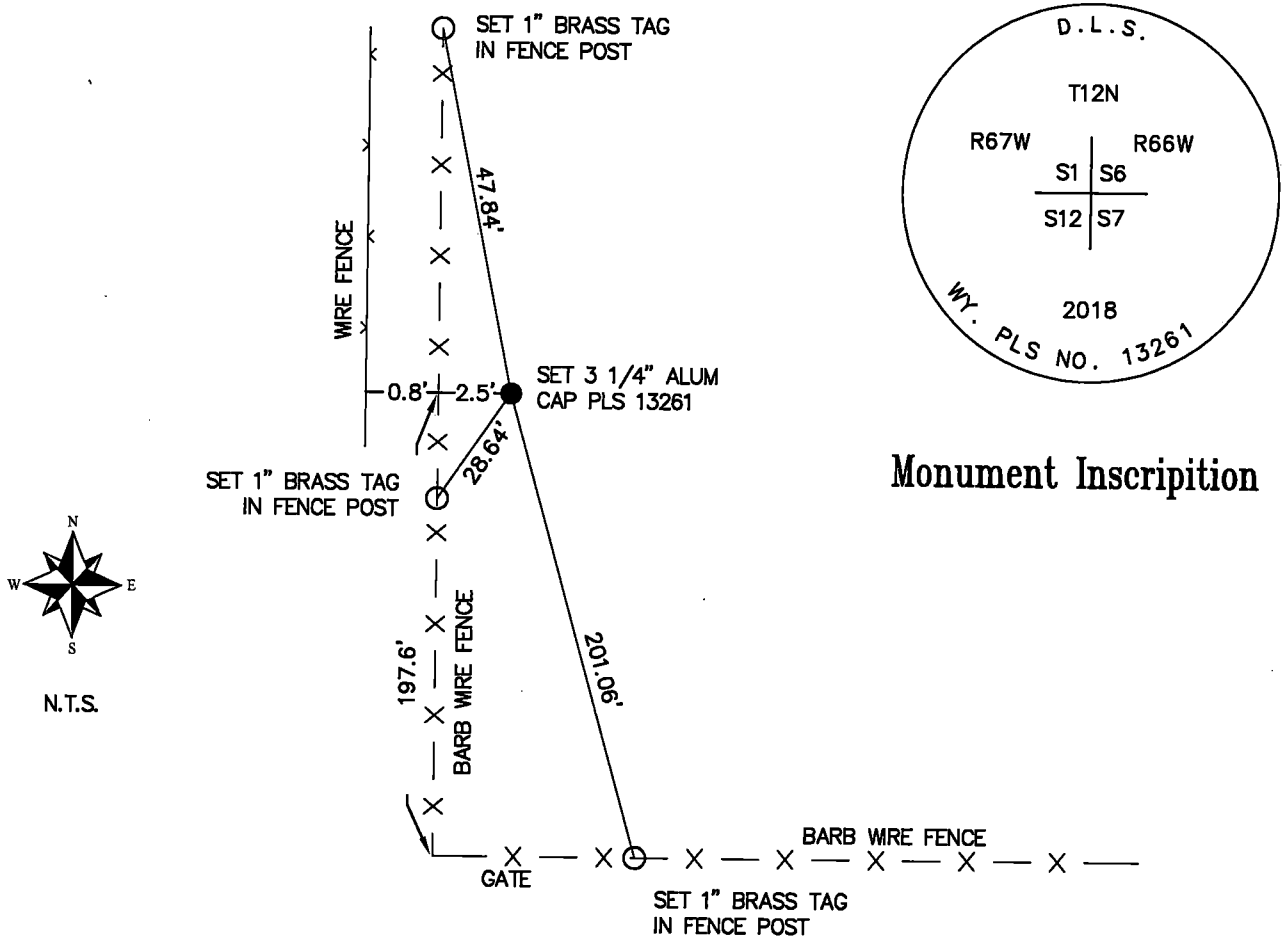 SET 1" BRASS TAG
IN FENCE POST
D.L.S.
T12N
R67W R66W
S1 S6
S12 S7
2018
WY. PLS NO. 13261
Monument Inscripition
47.84'
WIRE FENCE
0.8' 2.5'
SET 3 1/4" ALUM
CAP PLS 13261
28.64'
SET 1" BRASS TAG
IN FENCE POST
N
W E
S
N.T.S.
197.6'
BARB WIRE FENCE
201.06'
BARB WIRE FENCE
GATE
SET 1" BRASS TAG
IN FENCE POST